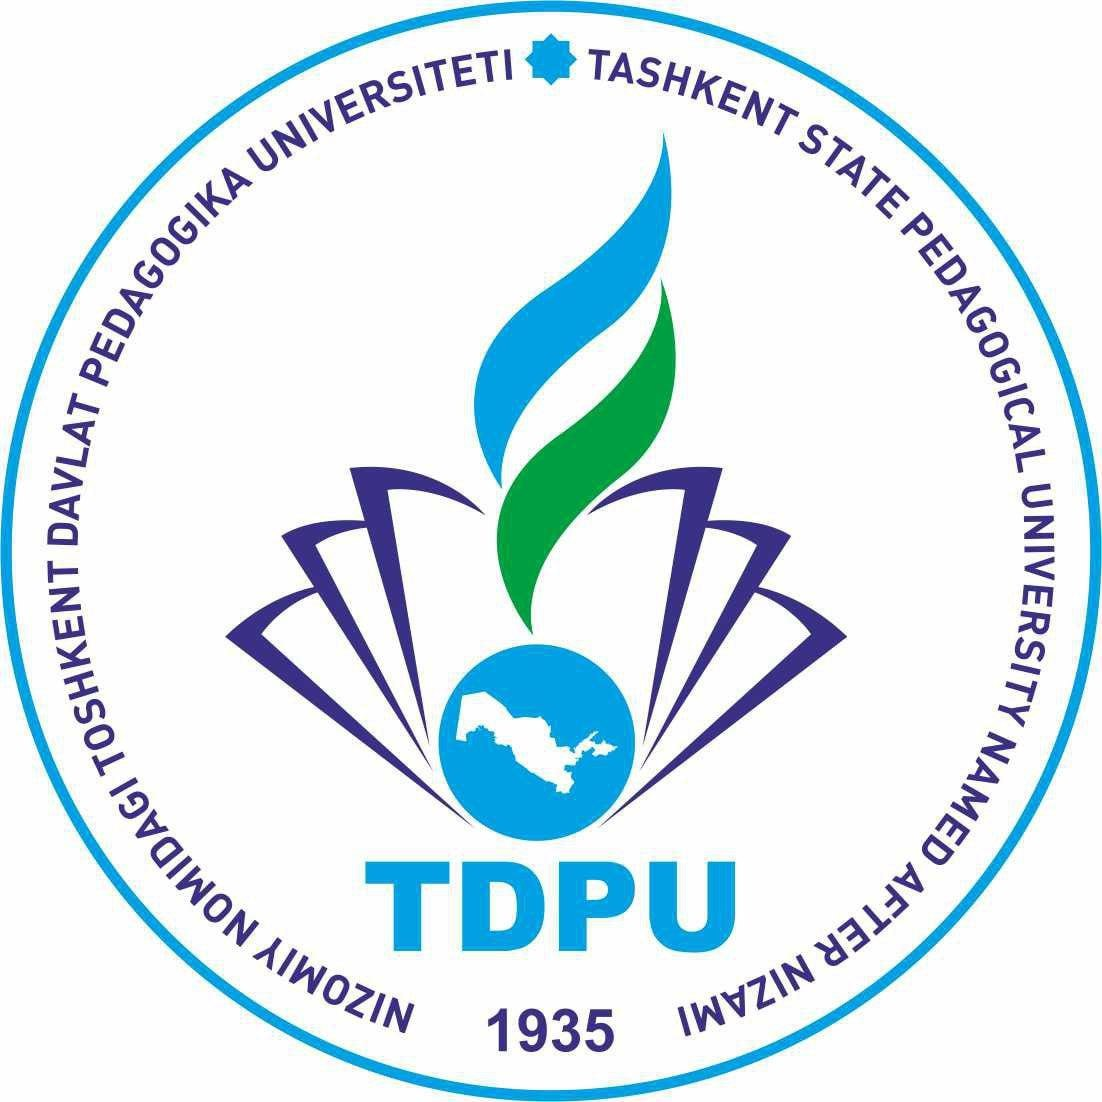 NIZOMIY NOMIDAGI TOSHKENT DAVLAT PEDAGOGIKA UNIVERSITETI
TASHKENT STATE PEDAGOGICAL UNIVERSITY NAMED AFTER NIZAMI
TDPU
1935